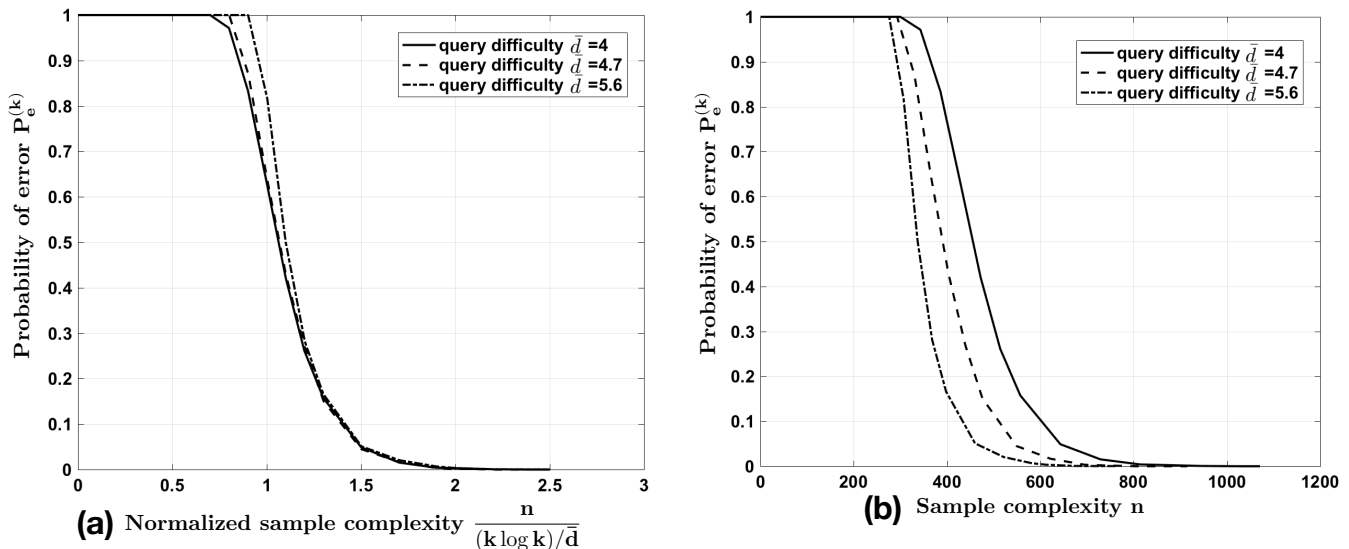 1
0.9
0.8
0.7
0.6
0.5
0.4
0.3
0.2
0.1
0
Probability of error P_e^(k)
query difficulty d̄ =4
query difficulty d̄ =4.7
query difficulty d̄ =5.6
0 0.5 1 1.5 2 2.5 3
(a) Normalized sample complexity n / (k log k)/d̄
1
0.9
0.8
0.7
0.6
0.5
0.4
0.3
0.2
0.1
0
Probability of error P_e^(k)
query difficulty d̄ =4
query difficulty d̄ =4.7
query difficulty d̄ =5.6
0 200 400 600 800 1000 1200
(b) Sample complexity n